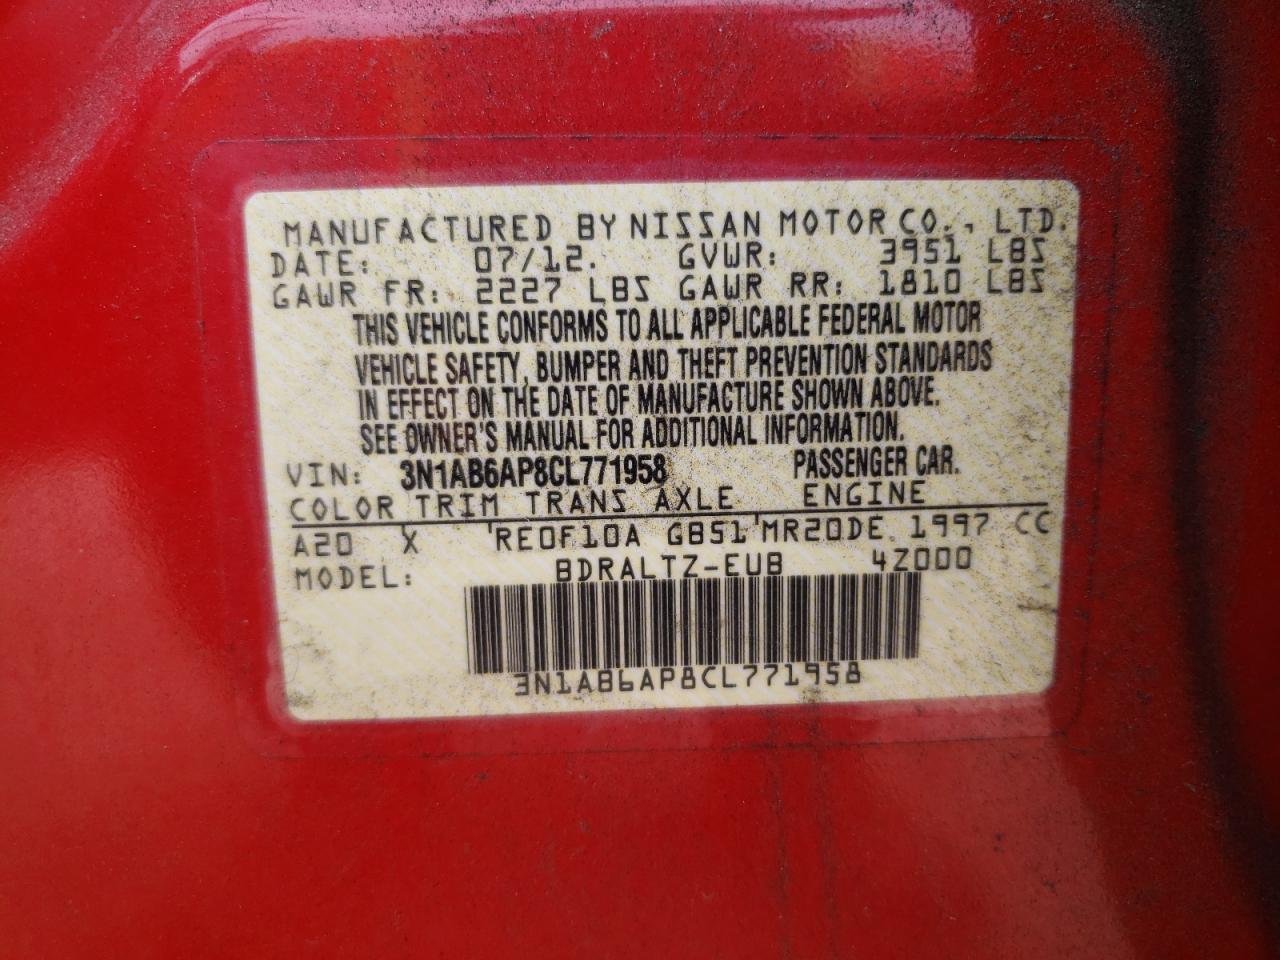 MANUFACTURED BY NISSAN MOTOR CO., LTD.
DATE: 07/12. GVWR: 3951 LBS
GAWR FR: 2227 LBS GAWR RR: 1810 LBS
THIS VEHICLE CONFORMS TO ALL APPLICABLE FEDERAL MOTOR
VEHICLE SAFETY, BUMPER AND THEFT PREVENTION STANDARDS
IN EFFECT ON THE DATE OF MANUFACTURE SHOWN ABOVE.
SEE OWNER'S MANUAL FOR ADDITIONAL INFORMATION.
VIN: 3N1AB6AP8CL771958 PASSENGER CAR.
COLOR TRIM TRANS AXLE ENGINE
A20 X 'RE0F10A GB51'MR20DE 1997 CC
MODEL: BDRALTZ-EUB 4Z000
3N1AB6AP8CL771958